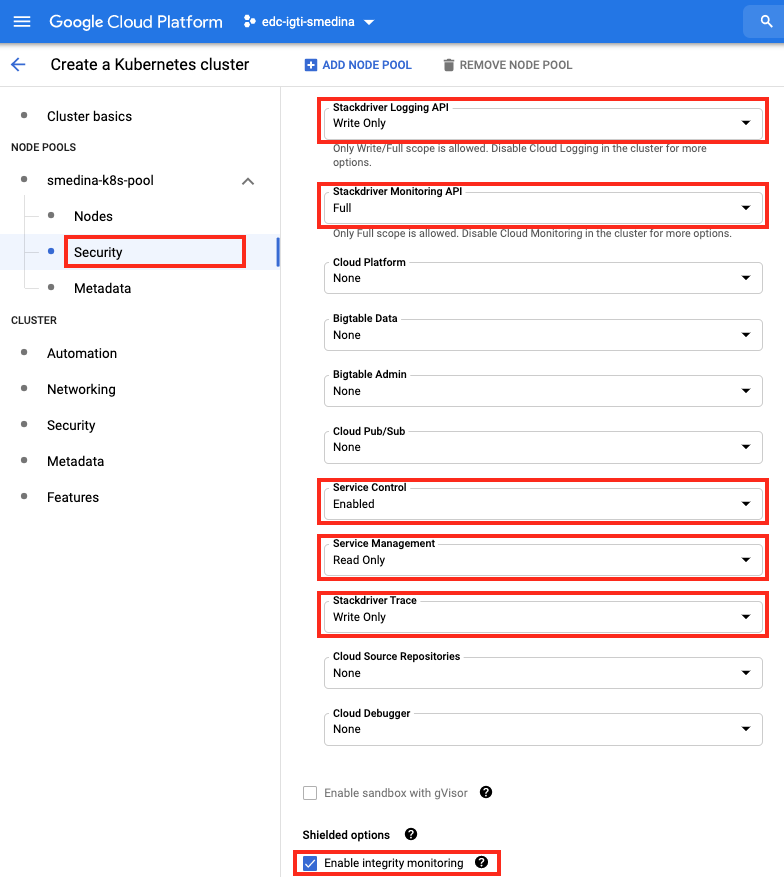 Google Cloud Platform
edc-igti-smedina
Create a Kubernetes cluster
ADD NODE POOL
REMOVE NODE POOL
Cluster basics
NODE POOLS
smedina-k8s-pool
Nodes
Security
Metadata
CLUSTER
Automation
Networking
Security
Metadata
Features
Stackdriver Logging API
Write Only
Only Write/Full scope is allowed. Disable Cloud Logging in the cluster for more
options.
Stackdriver Monitoring API
Full
Only Full scope is allowed. Disable Cloud Monitoring in the cluster for more options.
Cloud Platform
None
Bigtable Data
None
Bigtable Admin
None
Cloud Pub/Sub
None
Service Control
Enabled
Service Management
Read Only
Stackdriver Trace
Write Only
Cloud Source Repositories
None
Cloud Debugger
None
Enable sandbox with gVisor ?
Shielded options ?
Enable integrity monitoring ?